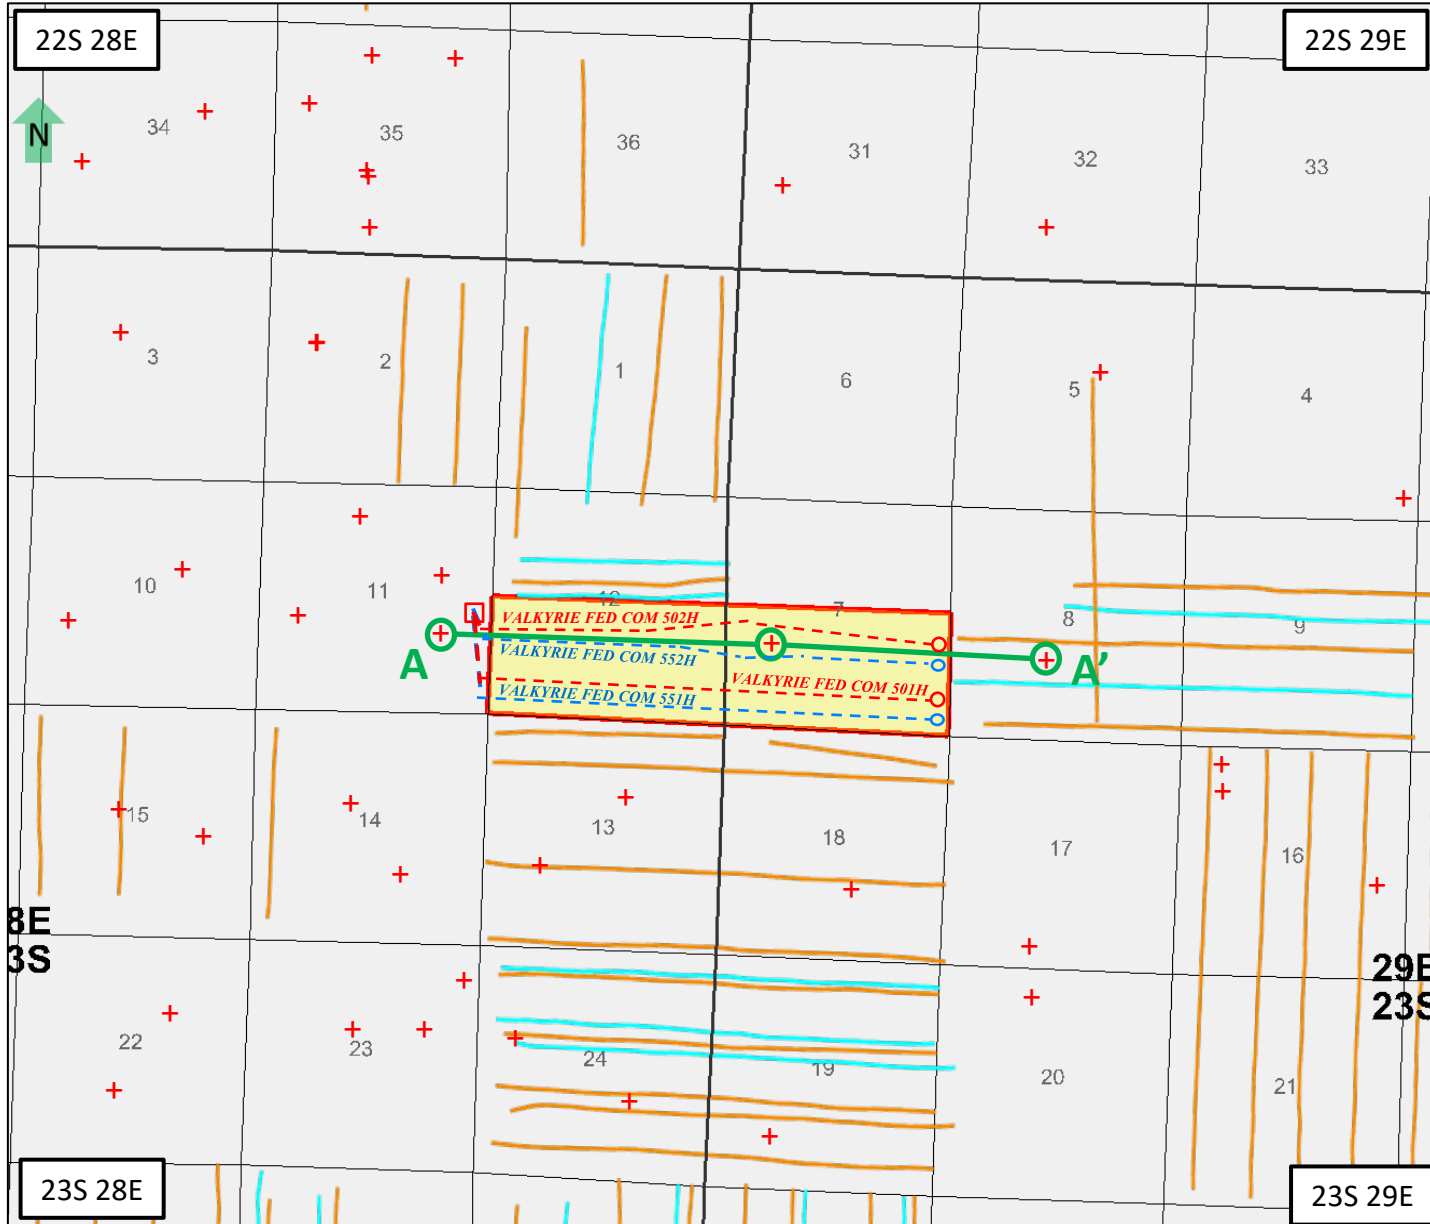 22S 28E
22S 29E
N
34
35
36
31
32
33
3
2
1
6
5
4
10
11
12
7
8
9
VALKYRIE FED COM 502H
A
VALKYRIE FED COM 552H
A'
VALKYRIE FED COM 501H
VALKYRIE FED COM 551H
15
14
13
18
17
16
8E
3S
29E
23S
22
23
24
19
20
21
23S 28E
23S 29E